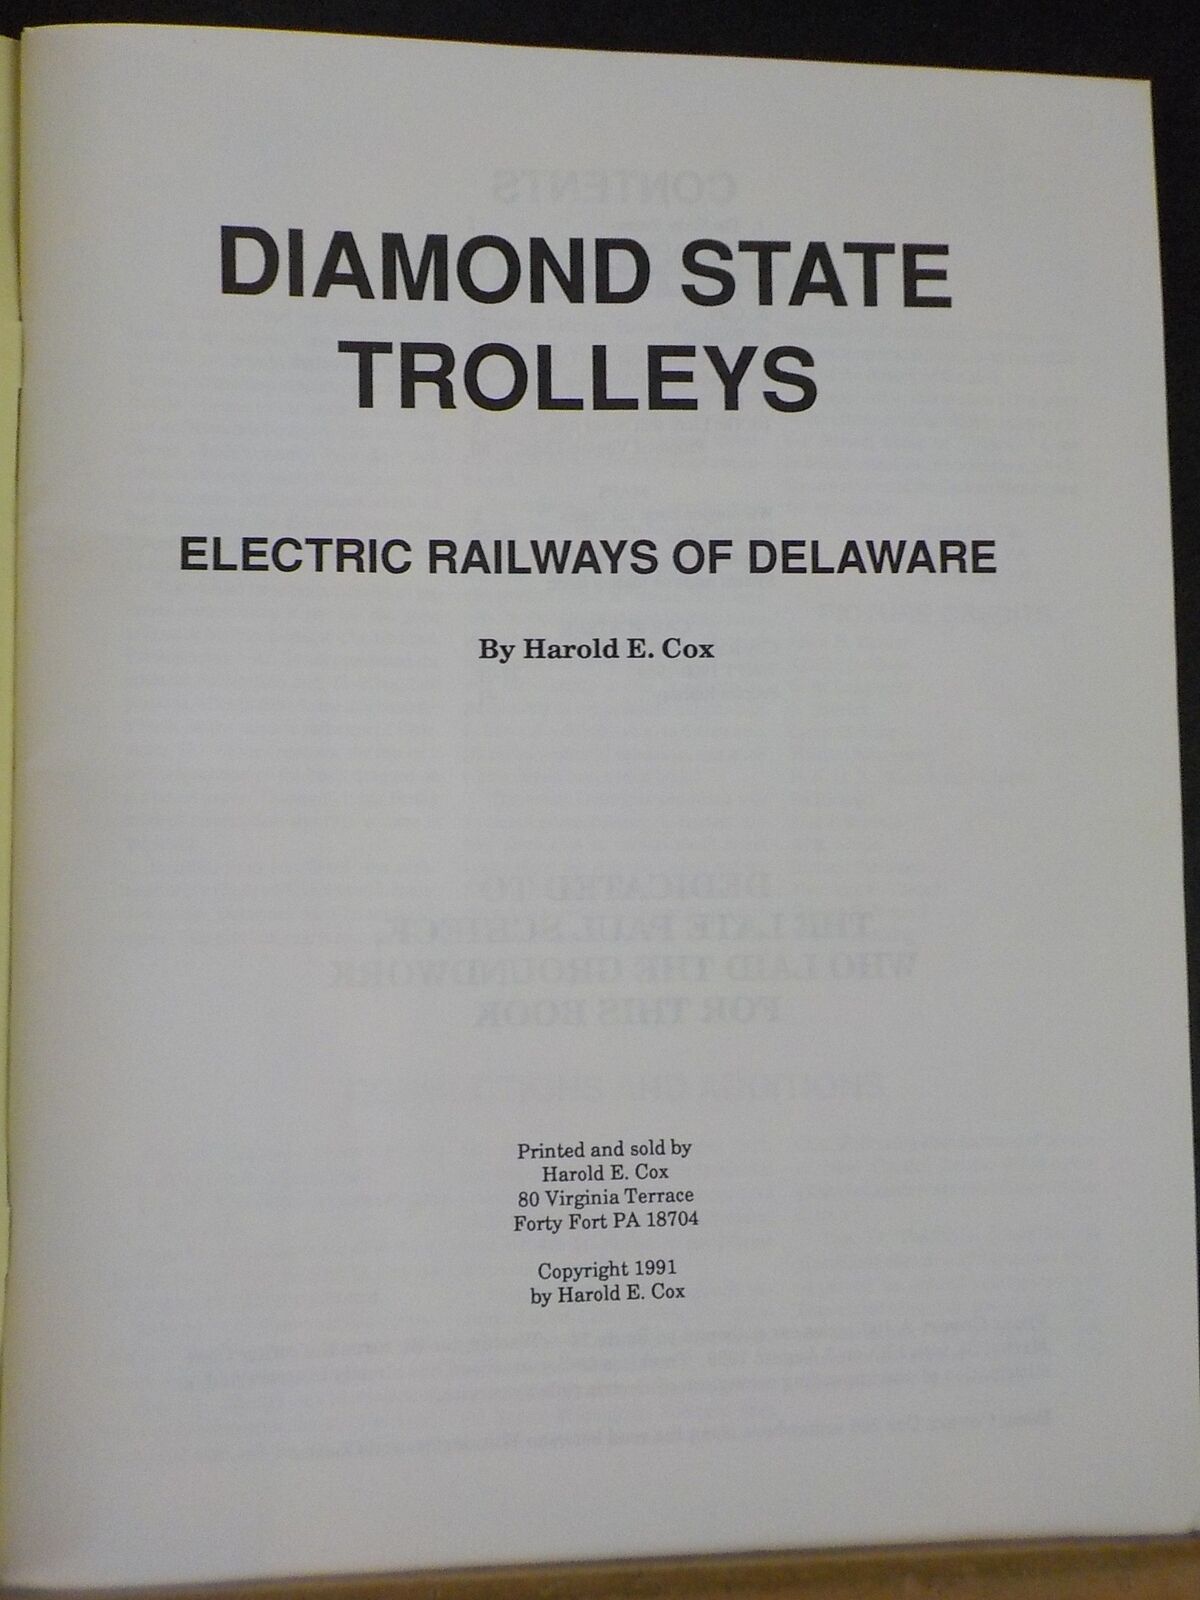 DIAMOND STATE
TROLLEYS
ELECTRIC RAILWAYS OF DELAWARE
By Harold E. Cox
Printed and sold by
Harold E. Cox
80 Virginia Terrace
Forty Fort PA 18704
Copyright 1991
by Harold E. Cox